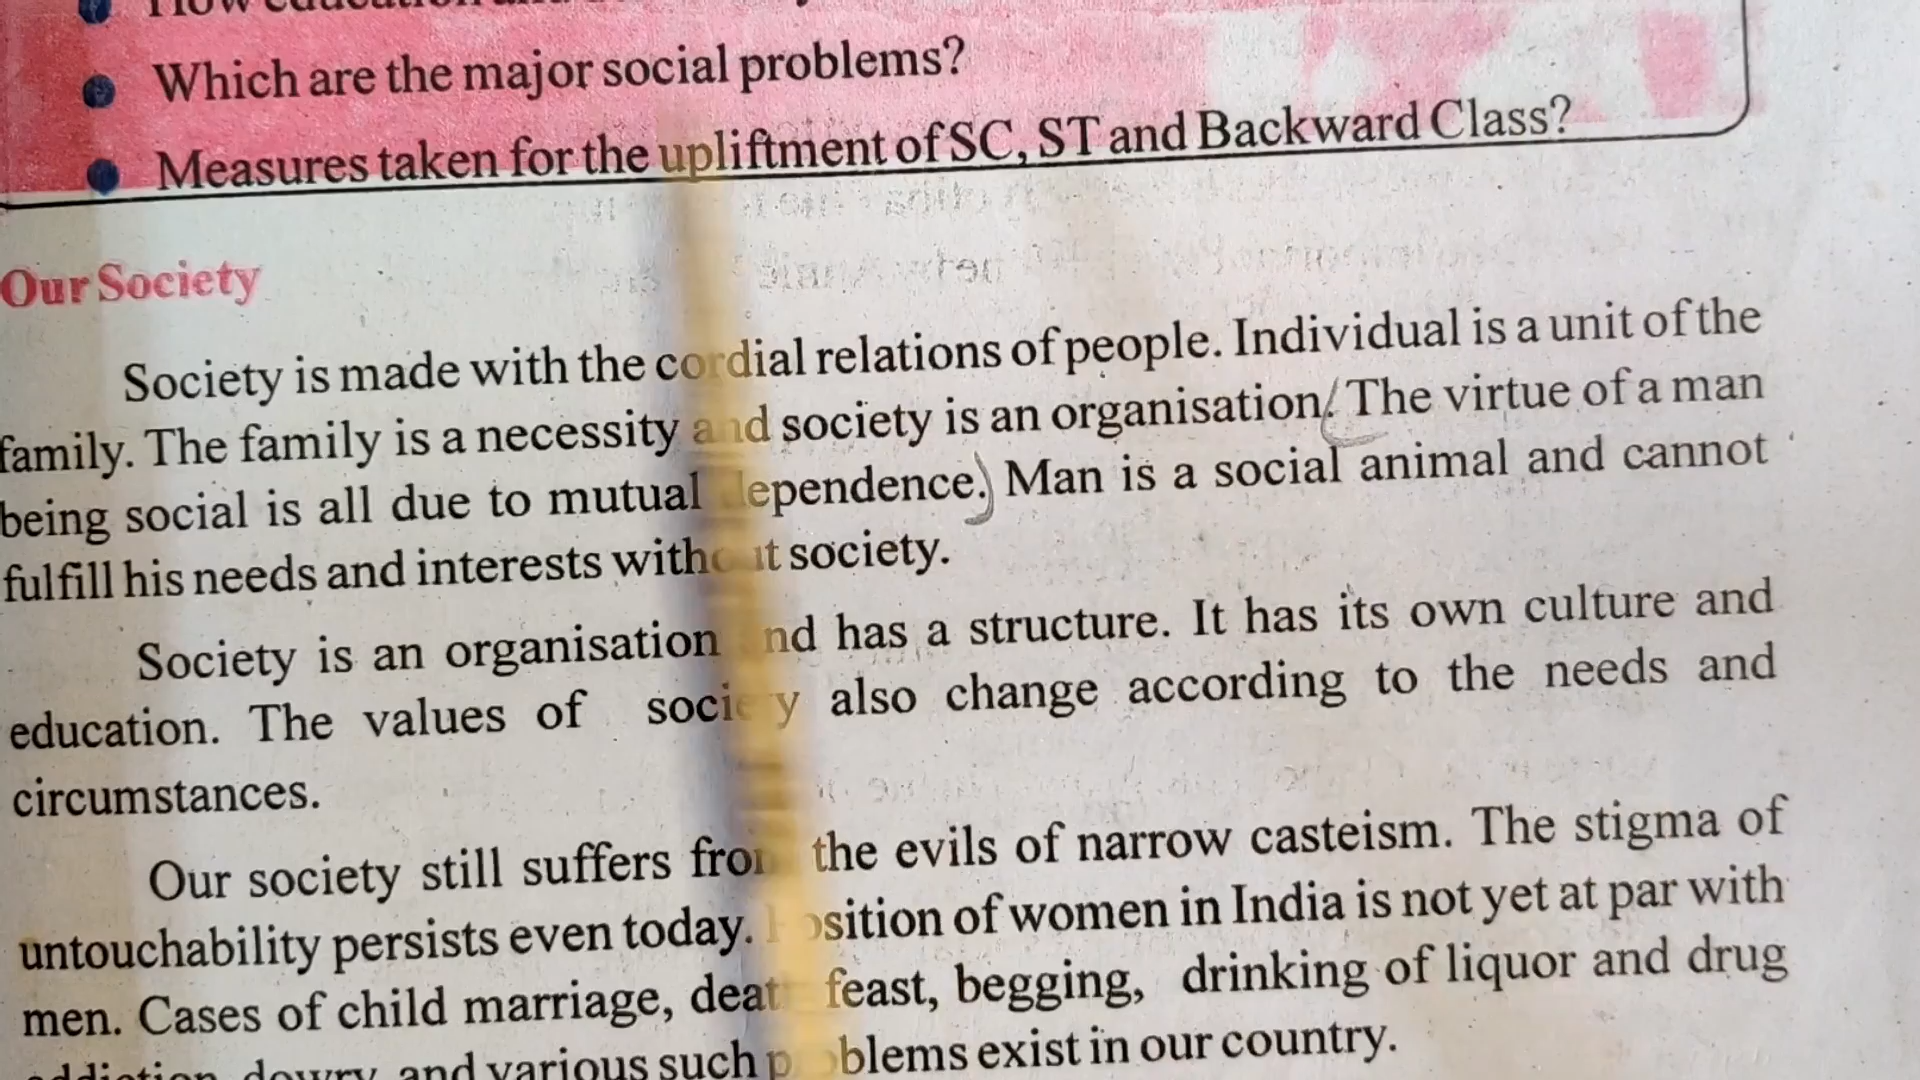 How education and
Which are the major social problems?
Measures taken for the upliftment of SC, ST and Backward Class?
Our Society
Society is made with the cordial relations of people. Individual is a unit of the
family. The family is a necessity and society is an organisation. The virtue of a man
being social is all due to mutual dependence. Man is a social animal and cannot
fulfill his needs and interests without society.
Society is an organisation and has a structure. It has its own culture and
education. The values of society also change according to the needs and
circumstances.
Our society still suffers from the evils of narrow casteism. The stigma of
untouchability persists even today. Position of women in India is not yet at par with
men. Cases of child marriage, death feast, begging, drinking of liquor and drug
addiction, dowry and various such problems exist in our country.